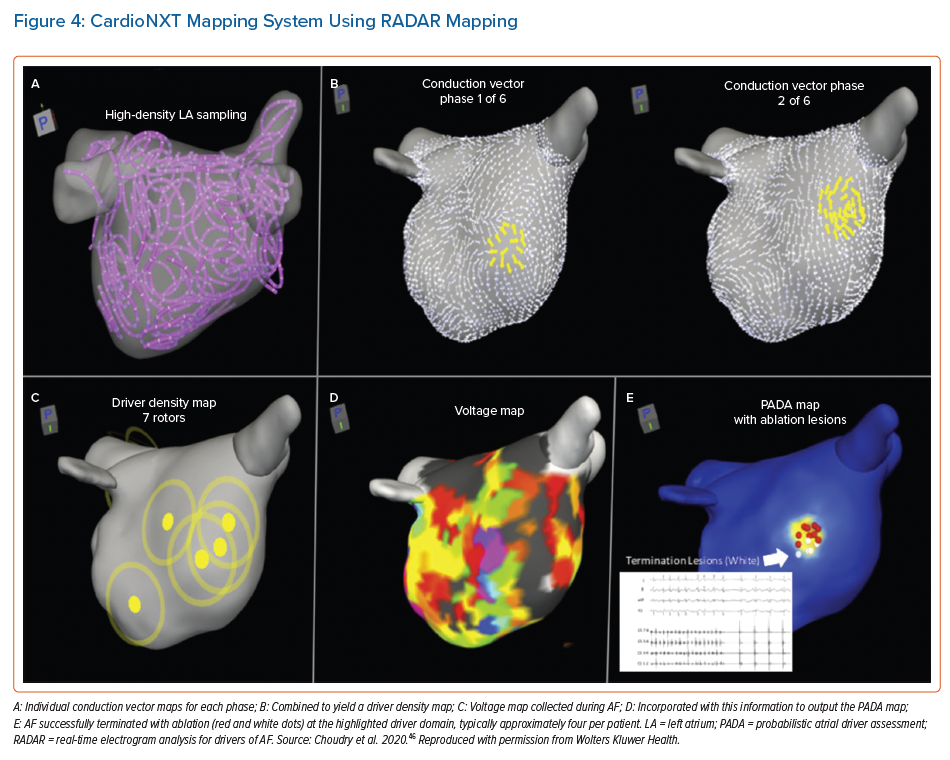 Figure 4: CardioNXT Mapping System Using RADAR Mapping
A
High-density LA sampling
P
B
Conduction vector
phase 1 of 6
P
Conduction vector phase
2 of 6
C
Driver density map
7 rotors
P
D
Voltage map
P
E
PADA map
with ablation lesions
P
Termination Lesions (White)
A: Individual conduction vector maps for each phase; B: Combined to yield a driver density map; C: Voltage map collected during AF; D: Incorporated with this information to output the PADA map;
E: AF successfully terminated with ablation (red and white dots) at the highlighted driver domain, typically approximately four per patient. LA = left atrium; PADA = probabilistic atrial driver assessment;
RADAR = real-time electrogram analysis for drivers of AF. Source: Choudry et al. 2020.46 Reproduced with permission from Wolters Kluwer Health.